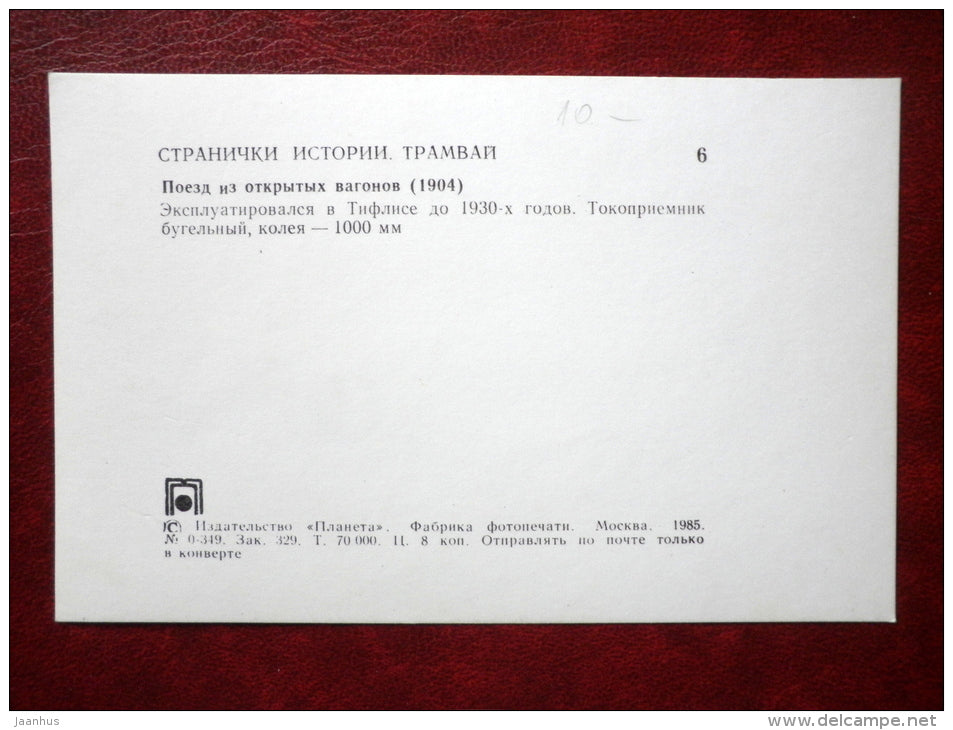 10 —
СТРАНИЧКИ ИСТОРИИ. ТРАМВАЙ 6
Поезд из открытых вагонов (1904)
Эксплуатировался в Тифлисе до 1930-х годов. Токоприемник
бугельный, колея — 1000 мм
© Издательство «Планета». Фабрика фотопечати. Москва. 1985.
№ 0-349. Зак. 329. Т. 70 000. Ц. 8 коп. Отправлять по почте только
в конверте
Jaanhus
www.delcampe.net